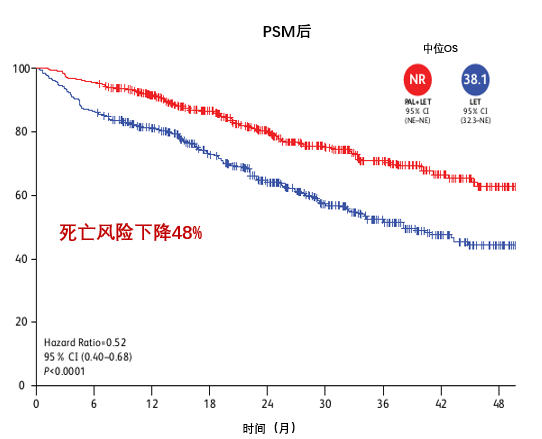 PSM后
中位OS
NR
38.1
PAL+LET
LET
95% CI
95% CI
(NE–NE)
(32.3–NE)
100
80
60
40
20
0
死亡风险下降48%
Hazard Ratio=0.52
95 % CI (0.40–0.68)
P<0.0001
0
6
12
18
24
30
36
42
48
时间（月）